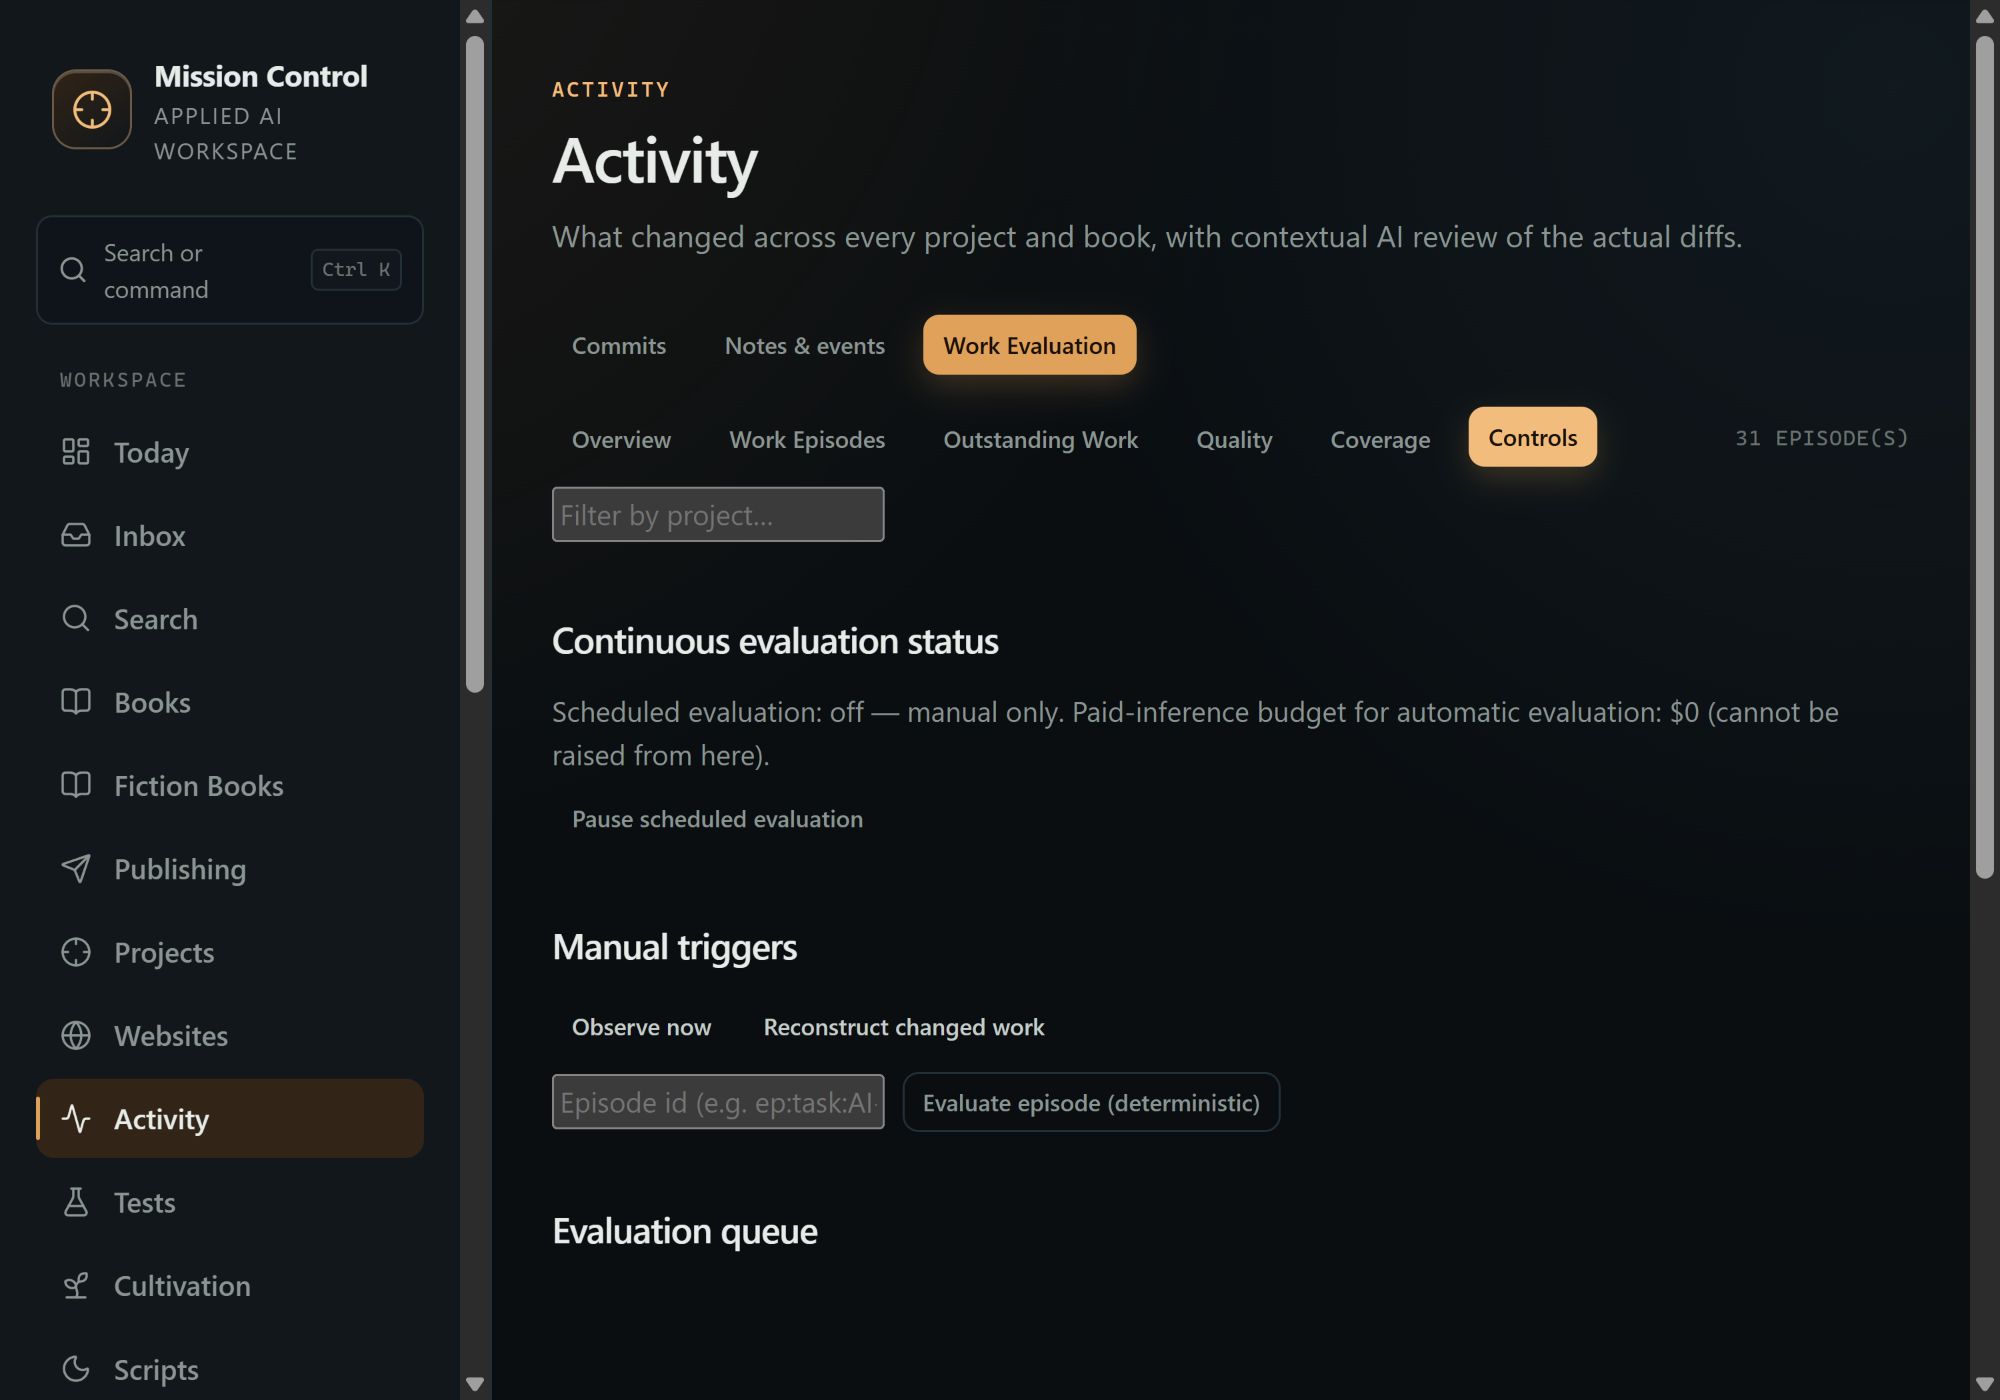 Mission Control
APPLIED AI
WORKSPACE
Search or
command
Ctrl K
WORKSPACE
Today
Inbox
Search
Books
Fiction Books
Publishing
Projects
Websites
Activity
Tests
Cultivation
Scripts
ACTIVITY
Activity
What changed across every project and book, with contextual AI review of the actual diffs.
Commits Notes & events Work Evaluation
Overview Work Episodes Outstanding Work Quality Coverage Controls 31 EPISODE(S)
Filter by project...
Continuous evaluation status
Scheduled evaluation: off — manual only. Paid-inference budget for automatic evaluation: $0 (cannot be
raised from here).
Pause scheduled evaluation
Manual triggers
Observe now Reconstruct changed work
Episode id (e.g. ep:task:AI- Evaluate episode (deterministic)
Evaluation queue